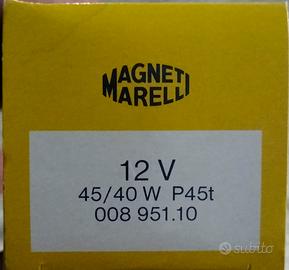 MAGNETI
MARELLI
12 V
45/40 W P45t
008 951.10
subito